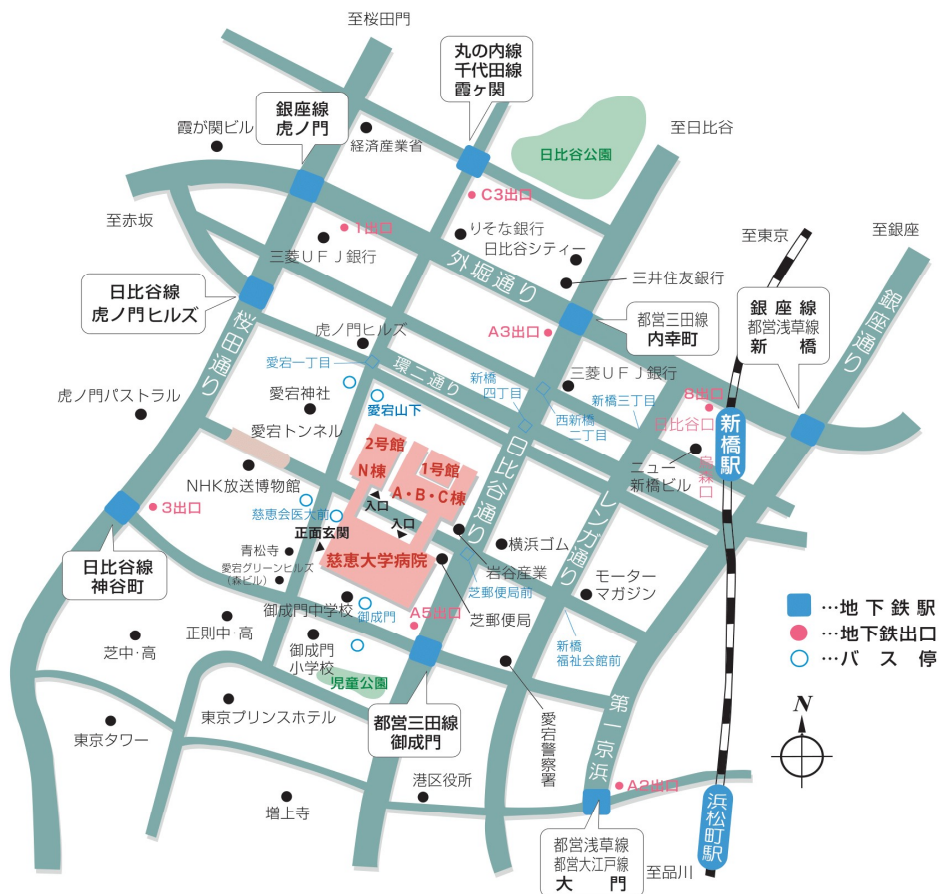 至桜田門
丸の内線
千代田線
霞ヶ関
銀座線
虎ノ門
霞が関ビル
経済産業省
日比谷公園
至日比谷
C3出口
至赤坂
1出口
三菱UFJ銀行
りそな銀行
日比谷シティー
外堀通り
三井住友銀行
至東京
至銀座
銀座通り
日比谷線
虎ノ門ヒルズ
桜田通り
虎ノ門ヒルズ
A3出口
都営三田線
内幸町
銀座線
都営浅草線
新橋
愛宕一丁目
環二通り
新橋
四丁目
三菱UFJ銀行
西新橋
二丁目
新橋三丁目
8出口
日比谷口
新橋駅
虎ノ門パストラル
愛宕神社
愛宕山下
愛宕トンネル
2号館
N棟
1号館
A・B・C棟
日比谷通り
ニュー
新橋ビル
烏森口
NHK放送博物館
入口
入口
レンガ通り
3出口
慈恵会医大前
正面玄関
慈恵大学病院
横浜ゴム
岩谷産業
日比谷線
神谷町
青松寺
愛宕グリーンヒルズ
(森ビル)
芝郵便局前
モーター
マガジン
御成門中学校
御成門
A5出口
芝郵便局
正則中・高
芝中・高
御成門
小学校
児童公園
新橋
福祉会館前
…地下鉄駅
…地下鉄出口
…バス停
東京プリンスホテル
東京タワー
都営三田線
御成門
愛宕警察署
第一京浜
N
港区役所
増上寺
A2出口
浜松町駅
都営浅草線
都営大江戸線
大門
至品川